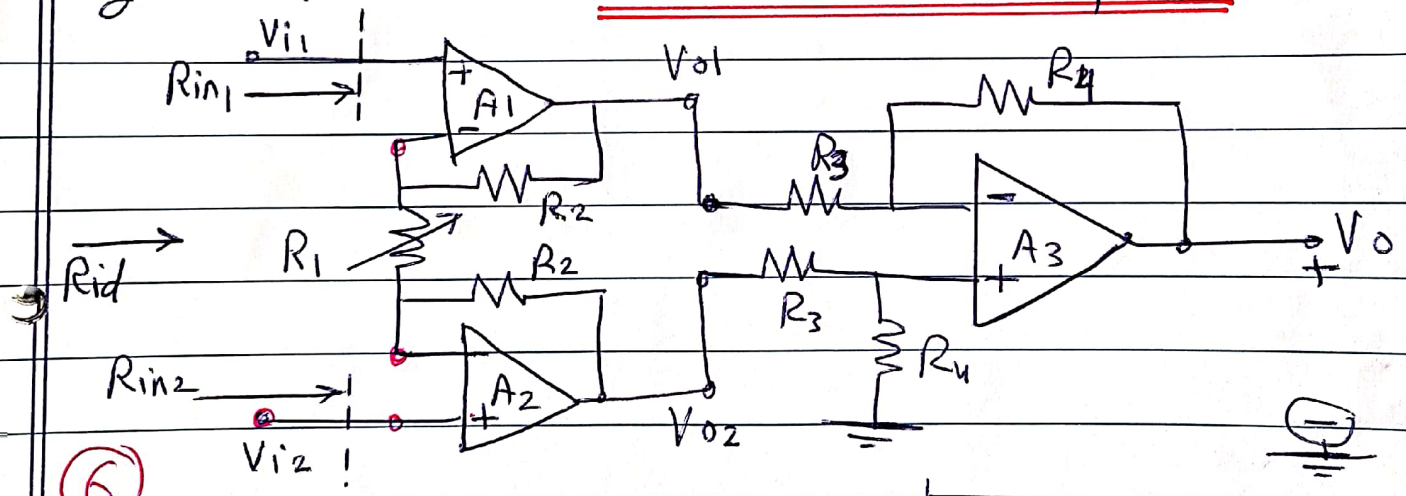 Vi1
Rin1
+
A1
-
Vo1
R4
R3
R2
-
A3
+
Vo
+
R1
R2
Rid
R3
R4
Rin2
-
A2
+
Vi2
Vo2
-
6